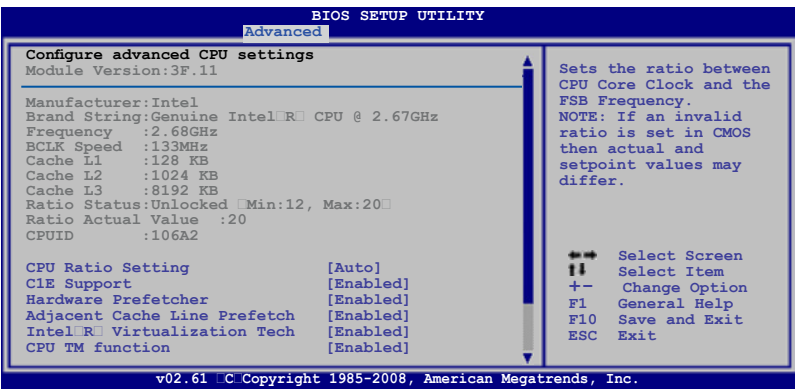 BIOS SETUP UTILITY
Advanced
Configure advanced CPU settings
Module Version:3F.11
Manufacturer:Intel
Brand String:Genuine Intel□R□ CPU @ 2.67GHz
Frequency :2.68GHz
BCLK Speed :133MHz
Cache L1 :128 KB
Cache L2 :1024 KB
Cache L3 :8192 KB
Ratio Status:Unlocked □Min:12, Max:20□
Ratio Actual Value :20
CPUID :106A2
CPU Ratio Setting [Auto]
C1E Support [Enabled]
Hardware Prefetcher [Enabled]
Adjacent Cache Line Prefetch [Enabled]
Intel□R□ Virtualization Tech [Enabled]
CPU TM function [Enabled]
Sets the ratio between
CPU Core Clock and the
FSB Frequency.
NOTE: If an invalid
ratio is set in CMOS
then actual and
setpoint values may
differ.
←→ Select Screen
↑↓ Select Item
+- Change Option
F1 General Help
F10 Save and Exit
ESC Exit
v02.61 □C□Copyright 1985-2008, American Megatrends, Inc.